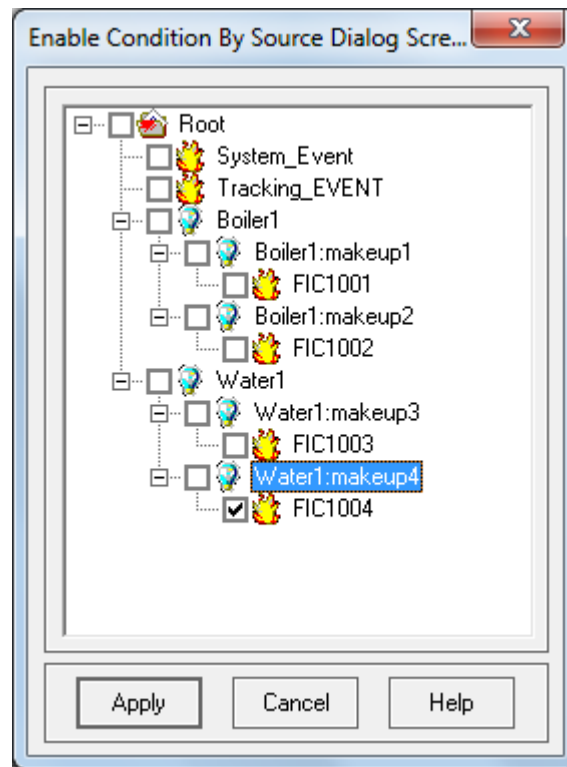 Enable Condition By Source Dialog Scre...
Root
System_Event
Tracking_EVENT
Boiler1
Boiler1:makeup1
FIC1001
Boiler1:makeup2
FIC1002
Water1
Water1:makeup3
FIC1003
Water1:makeup4
FIC1004
Apply Cancel Help